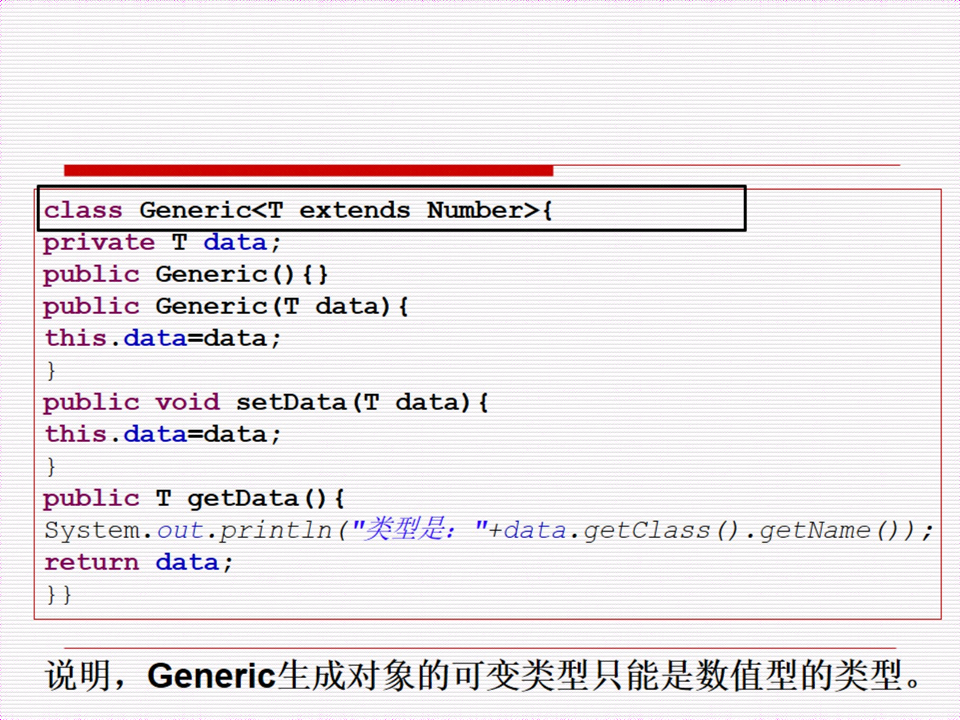 class Generic<T extends Number>{
private T data;
public Generic(){}
public Generic(T data){
this.data=data;
}
public void setData(T data){
this.data=data;
}
public T getData(){
System.out.println("类型是："+data.getClass().getName());
return data;
}}
说明，Generic生成对象的可变类型只能是数值型的类型。